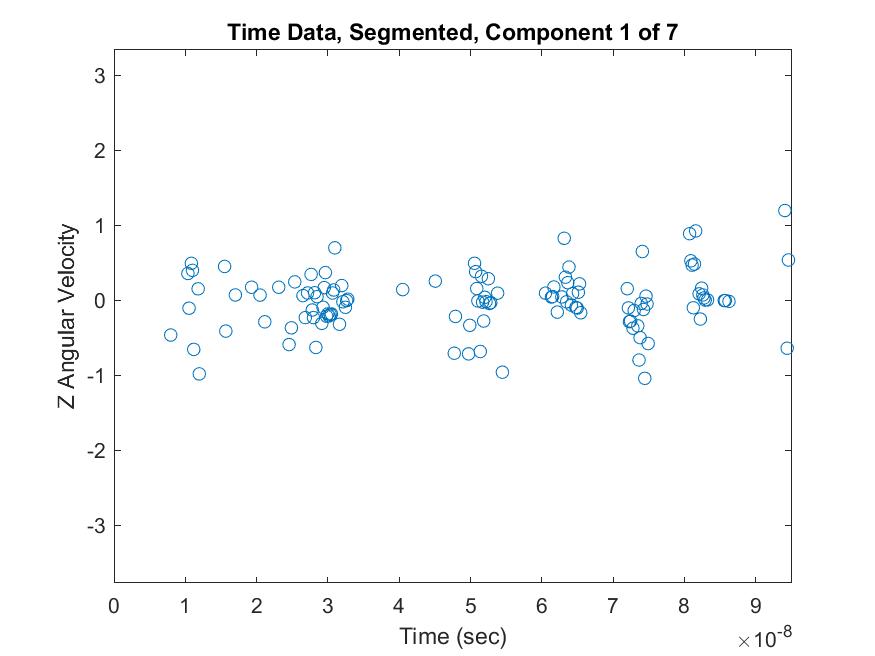 Time Data, Segmented, Component 1 of 7
3
2
1
0
-1
-2
-3
Z Angular Velocity
0 1 2 3 4 5 6 7 8 9
Time (sec)
×10-8